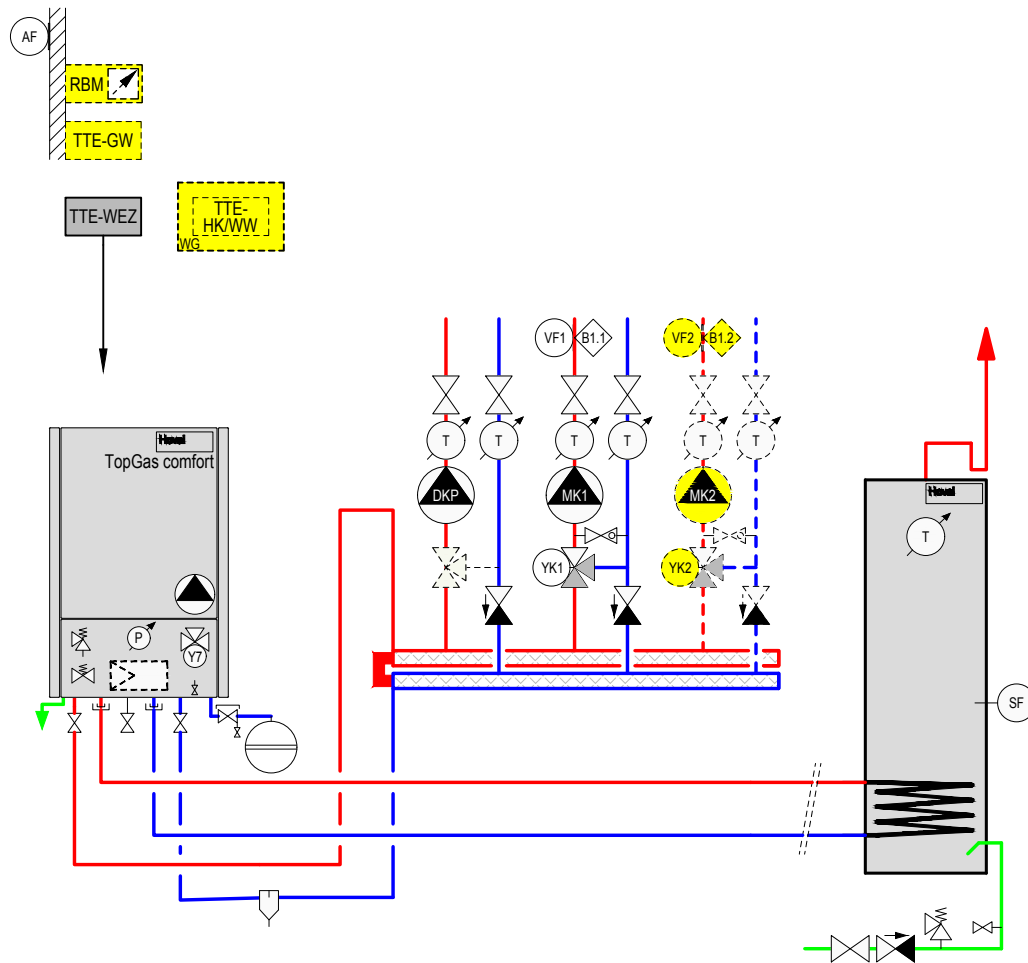 AF
RBM
TTE-GW
TTE-WEZ
TTE-
HK/WW
WG
VF1
B1.1
VF2
B1.2
T
T
T
T
T
T
DKP
MK1
MK2
YK1
YK2
Hoval
TopGas comfort
P
Y7
Hoval
T
SF